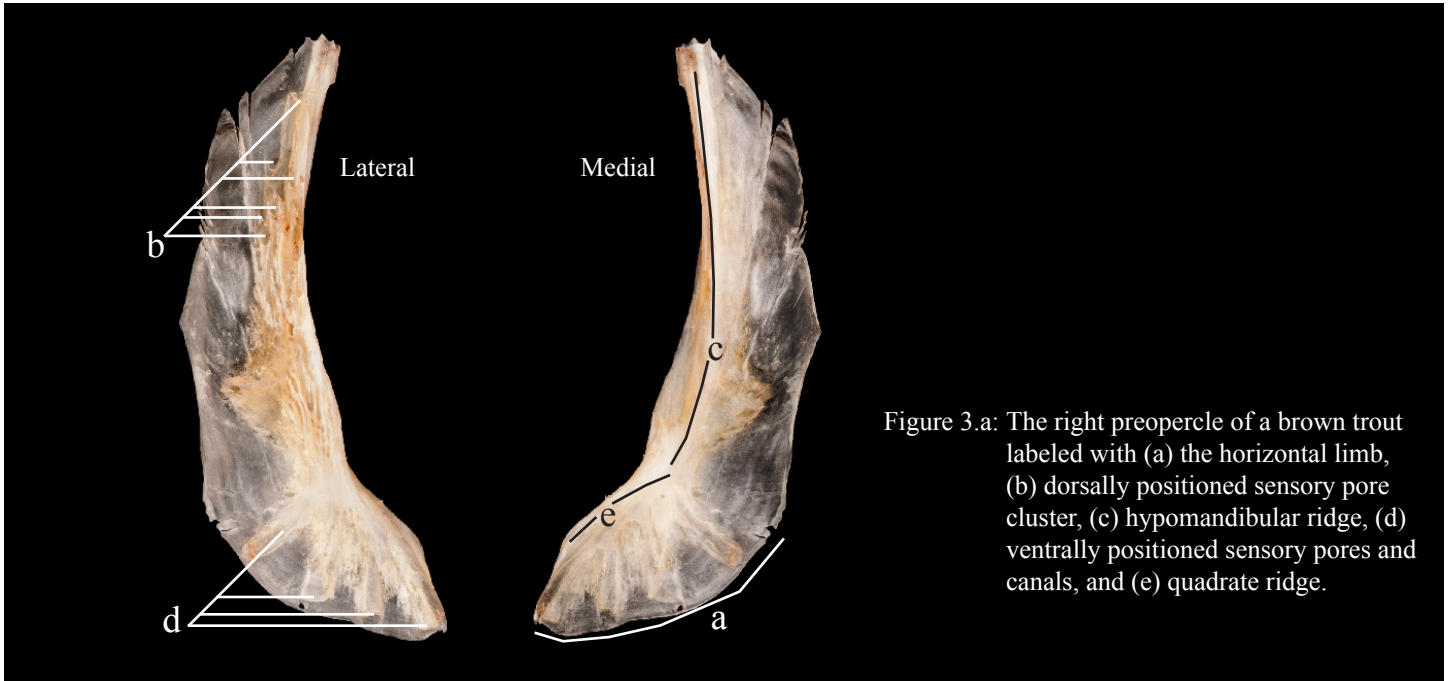 Lateral
Medial
b
c
e
d
a
Figure 3.a: The right preopercle of a brown trout
labeled with (a) the horizontal limb,
(b) dorsally positioned sensory pore
cluster, (c) hypomandibular ridge, (d)
ventrally positioned sensory pores and
canals, and (e) quadrate ridge.